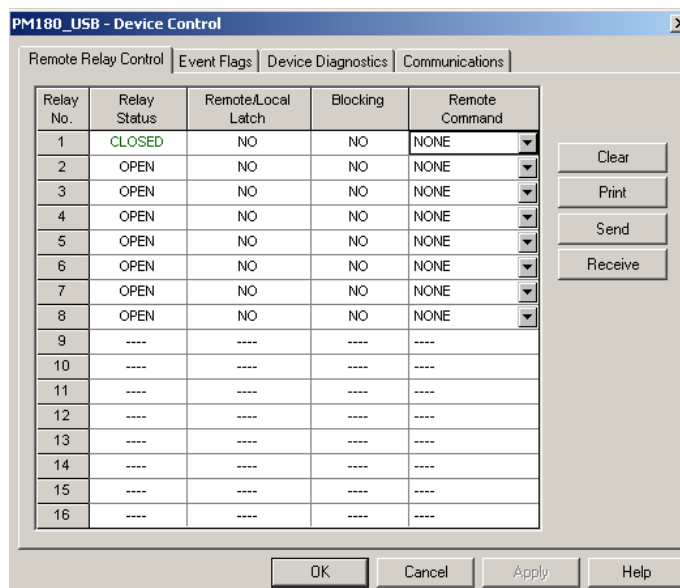 PM180_USB - Device Control
Remote Relay Control Event Flags Device Diagnostics Communications
Relay No. Relay Status Remote/Local Latch Blocking Remote Command
1 CLOSED NO NO NONE
2 OPEN NO NO NONE
3 OPEN NO NO NONE
4 OPEN NO NO NONE
5 OPEN NO NO NONE
6 OPEN NO NO NONE
7 OPEN NO NO NONE
8 OPEN NO NO NONE
9 ---- ---- ---- ----
10 ---- ---- ---- ----
11 ---- ---- ---- ----
12 ---- ---- ---- ----
13 ---- ---- ---- ----
14 ---- ---- ---- ----
15 ---- ---- ---- ----
16 ---- ---- ---- ----
Clear
Print
Send
Receive
OK Cancel Apply Help